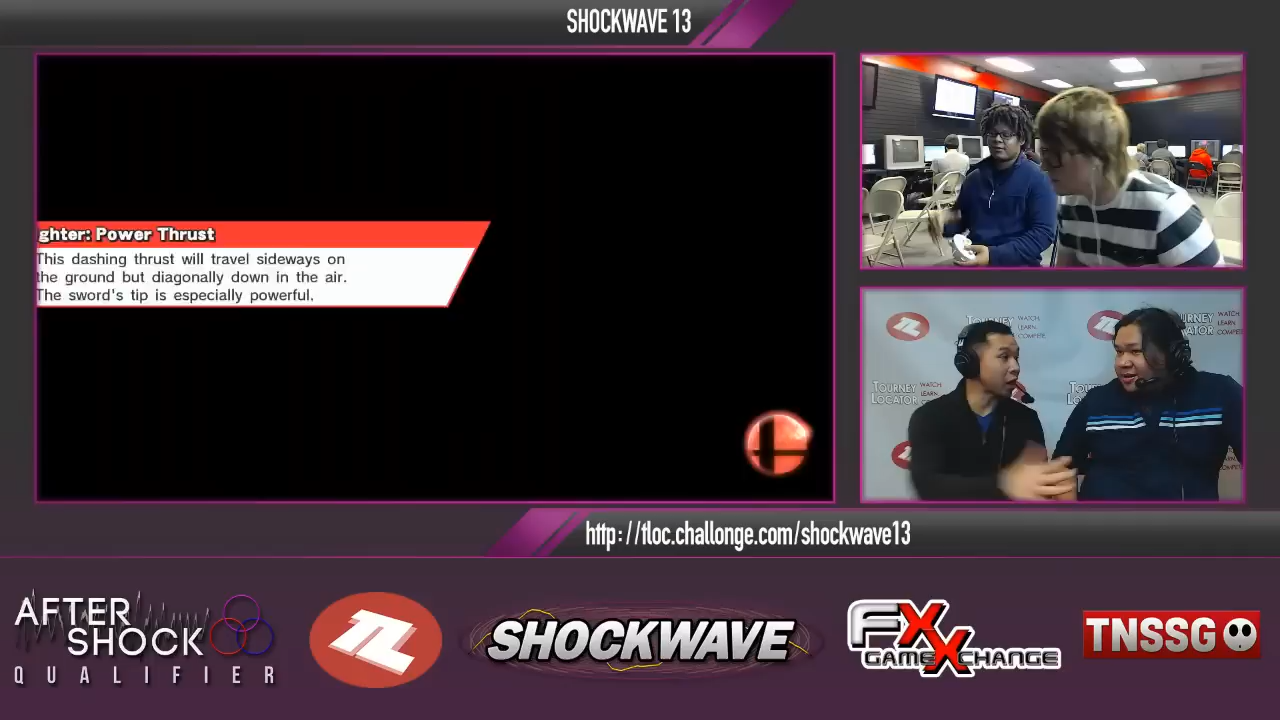 SHOCKWAVE 13
ghter: Power Thrust
This dashing thrust will travel sideways on
the ground but diagonally down in the air.
The sword's tip is especially powerful.
TOURNEY
LOCATOR
WATCH
LEARN
COMPETE
http://tloc.challonge.com/shockwave13
AFTER
SHOCK
QUALIFIER
TL
SHOCKWAVE
FX
GAMEXCHANGE
TNSSG